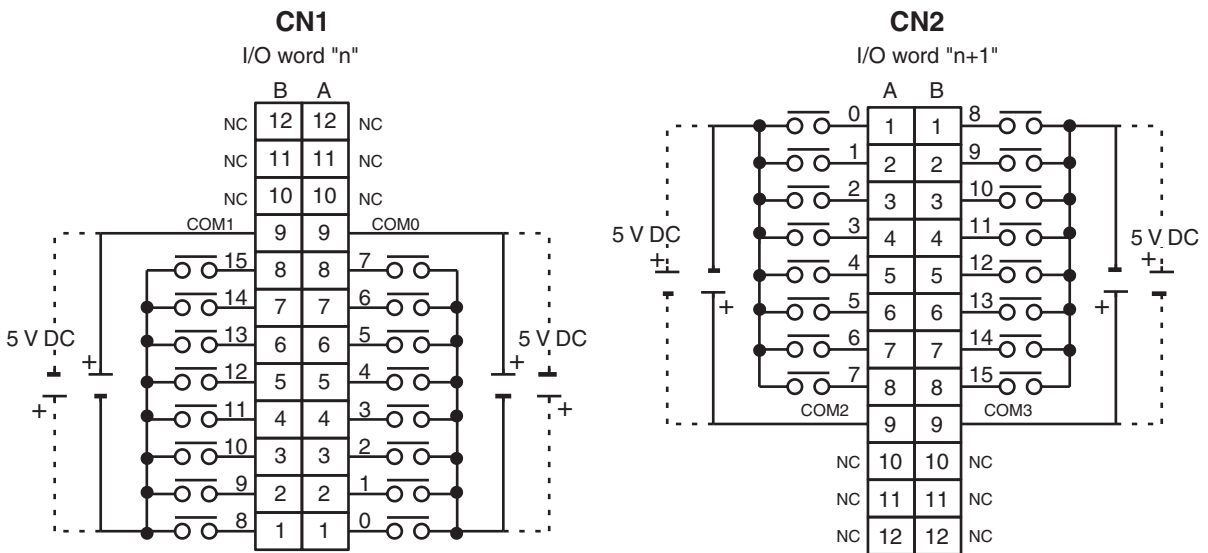 CN1
I/O word "n"
B A
NC 12 12 NC
NC 11 11 NC
NC 10 10 NC
COM1 9 9 COM0
15 8 8 7
14 7 7 6
5 V DC + 13 6 6 5 + 5 V DC
12 5 5 4
+ 11 4 4 3 +
10 3 3 2
9 2 2 1
8 1 1 0
CN2
I/O word "n+1"
A B
0 1 1 8
1 2 2 9
2 3 3 10
5 V DC 3 4 4 11 5 V DC
+ 4 5 5 12 +
+ 5 6 6 13 +
6 7 7 14
7 8 8 15
COM2 9 9 COM3
NC 10 10 NC
NC 11 11 NC
NC 12 12 NC